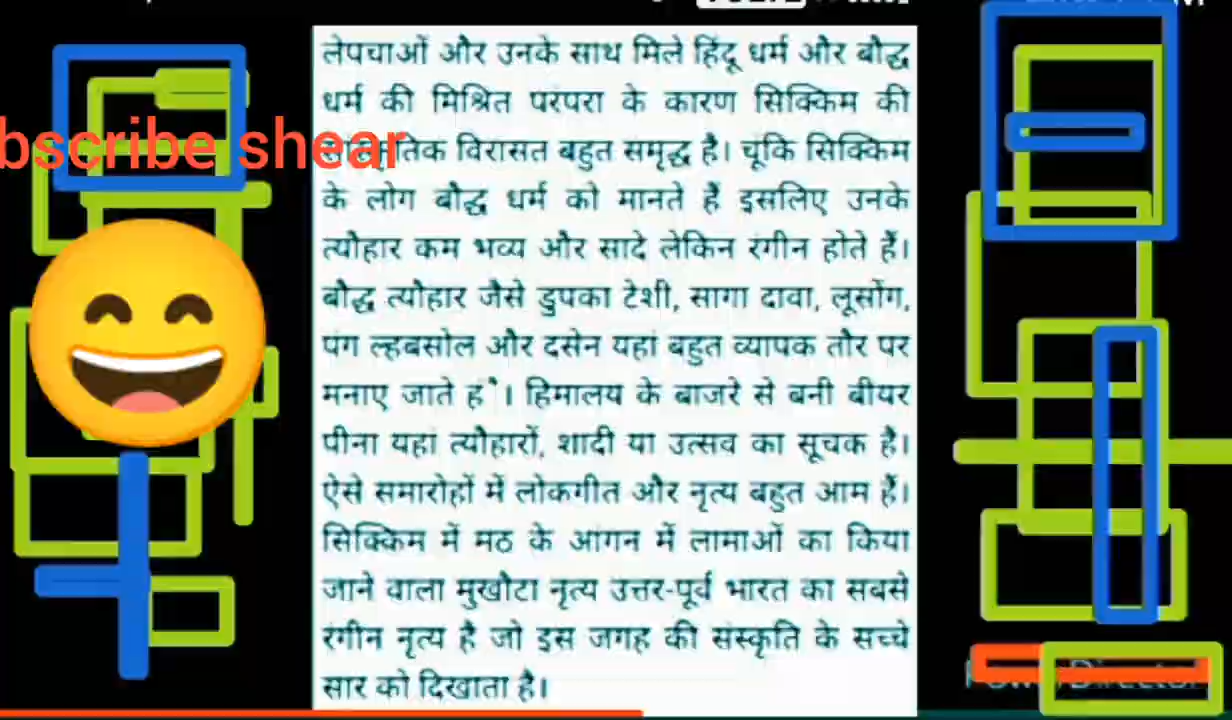 bscribe shear
लेपचाओं और उनके साथ मिले हिंदू धर्म और बौद्ध
धर्म की मिश्रित परंपरा के कारण सिक्किम की
विरासत बहुत समृद्ध है। चूंकि सिक्किम
के लोग बौद्ध धर्म को मानते हैं इसलिए उनके
त्यौहार कम भव्य और सादे लेकिन रंगीन होते हैं।
बौद्ध त्यौहार जैसे डुपका टेशी, सागा दावा, लूसोंग,
पंग ल्हबसोल और दसेन यहां बहुत व्यापक तौर पर
मनाए जाते ह ं। हिमालय के बाजरे से बनी बीयर
पीना यहां त्यौहारों, शादी या उत्सव का सूचक है।
ऐसे समारोहों में लोकगीत और नृत्य बहुत आम हैं।
सिक्किम में मठ के आंगन में लामाओं का किया
जाने वाला मुखौटा नृत्य उत्तर-पूर्व भारत का सबसे
रंगीन नृत्य है जो इस जगह की संस्कृति के सच्चे
सार को दिखाता है।